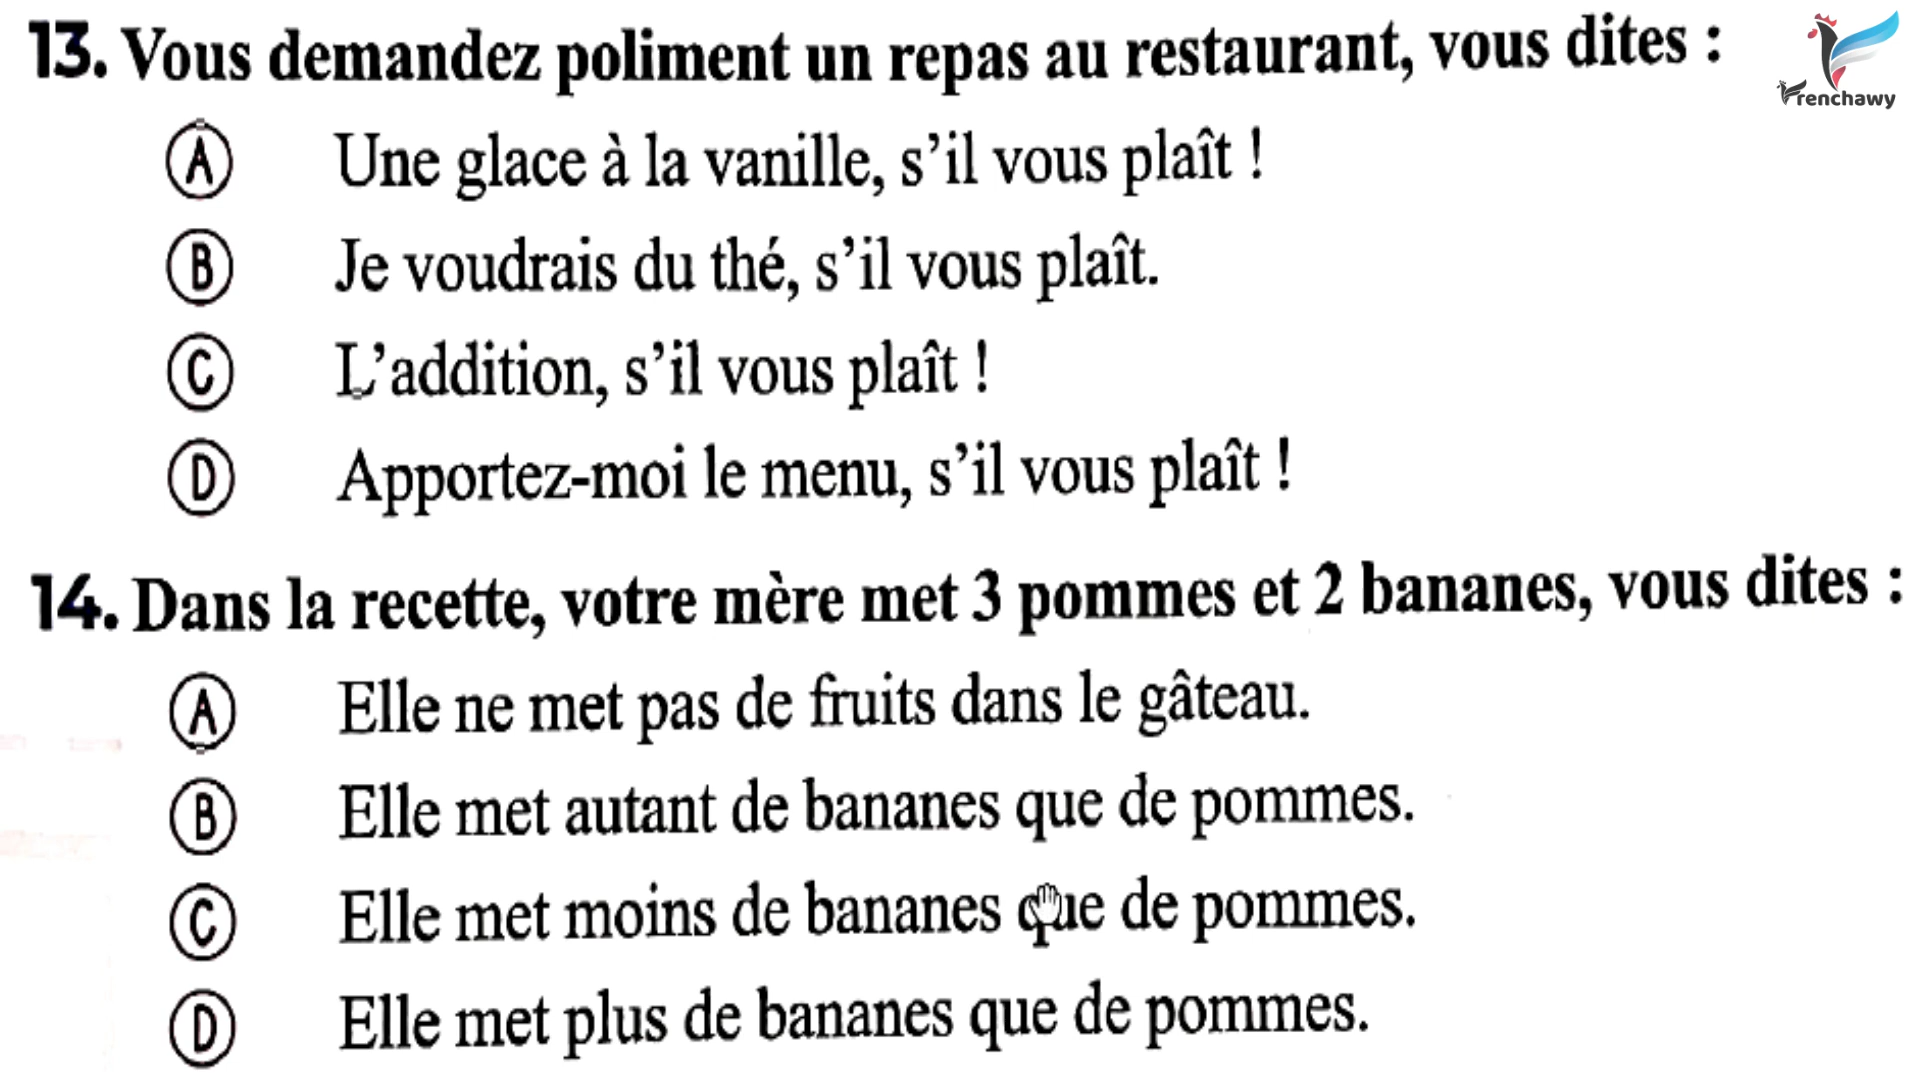 13. Vous demandez poliment un repas au restaurant, vous dites :
Frenchawy
A Une glace à la vanille, s’il vous plaît !
B Je voudrais du thé, s’il vous plaît.
C L’addition, s’il vous plaît !
D Apportez-moi le menu, s’il vous plaît !
14. Dans la recette, votre mère met 3 pommes et 2 bananes, vous dites :
A Elle ne met pas de fruits dans le gâteau.
B Elle met autant de bananes que de pommes.
C Elle met moins de bananes que de pommes.
D Elle met plus de bananes que de pommes.